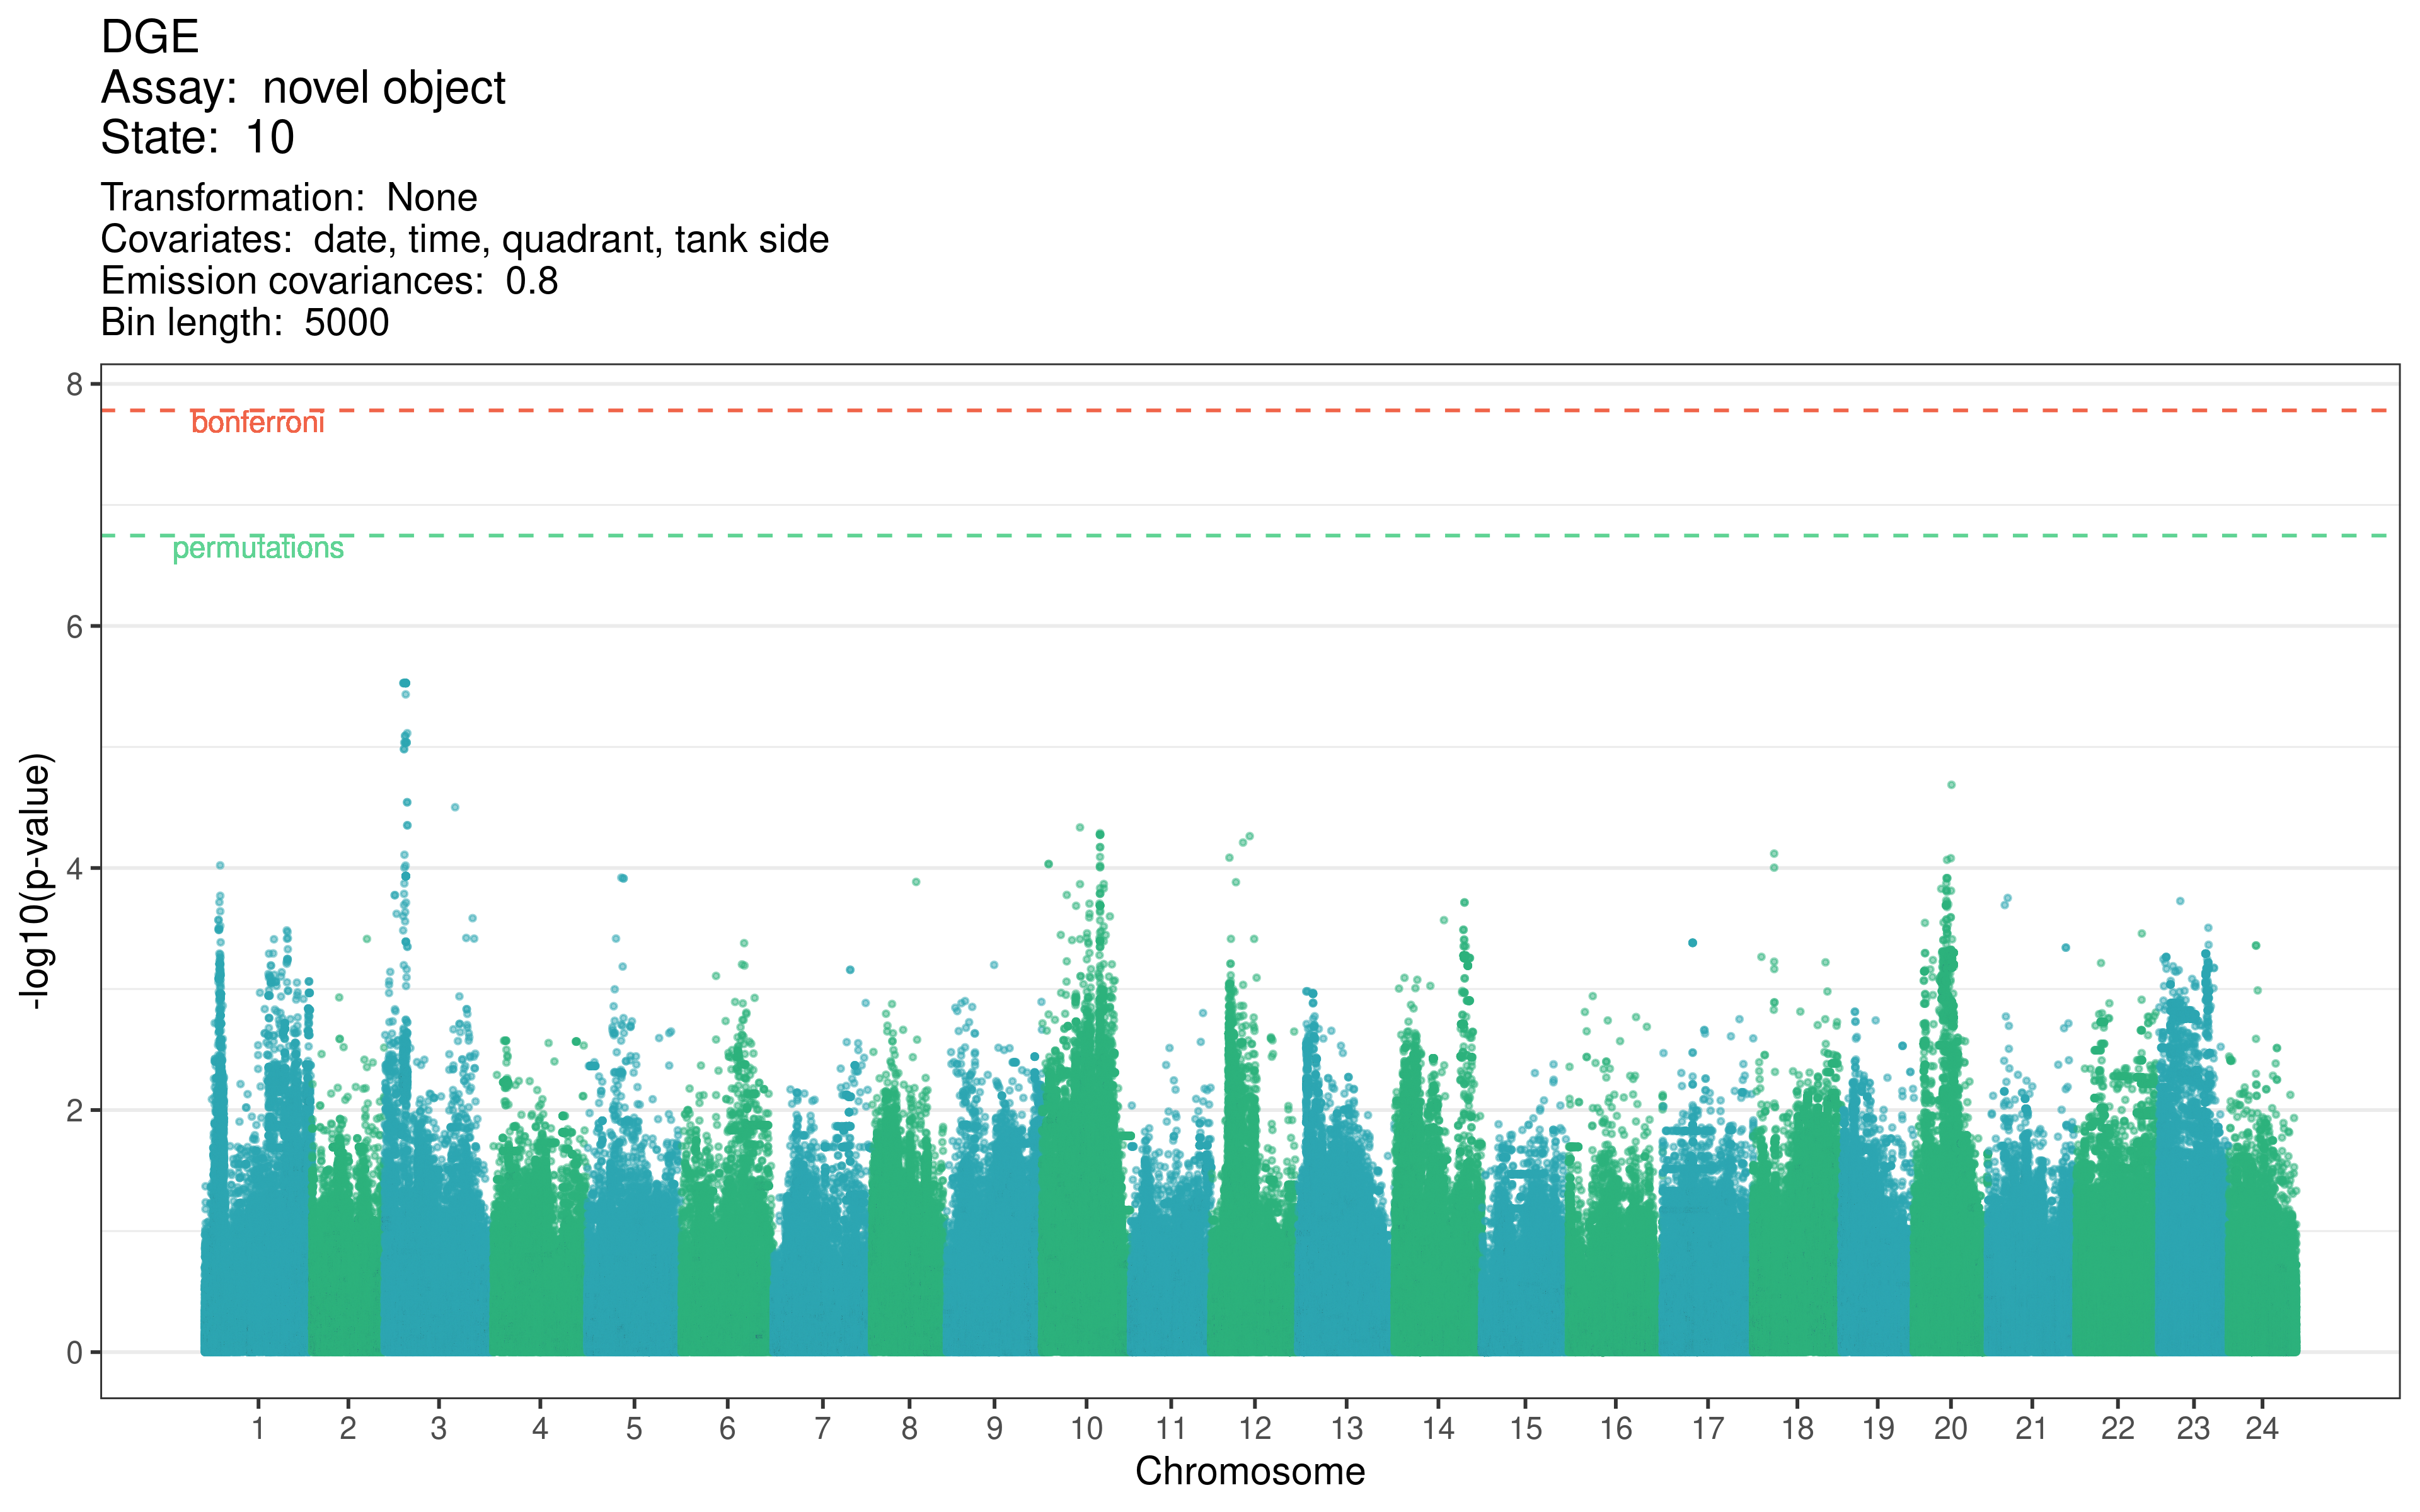 DGE
Assay:  novel object
State:  10
Transformation:  None
Covariates:  date, time, quadrant, tank side
Emission covariances:  0.8
Bin length:  5000
8
bonferroni
permutations
6
4
2
0
-log10(p-value)
1 2 3 4 5 6 7 8 9 10 11 12 13 14 15 16 17 18 19 20 21 22 23 24
Chromosome